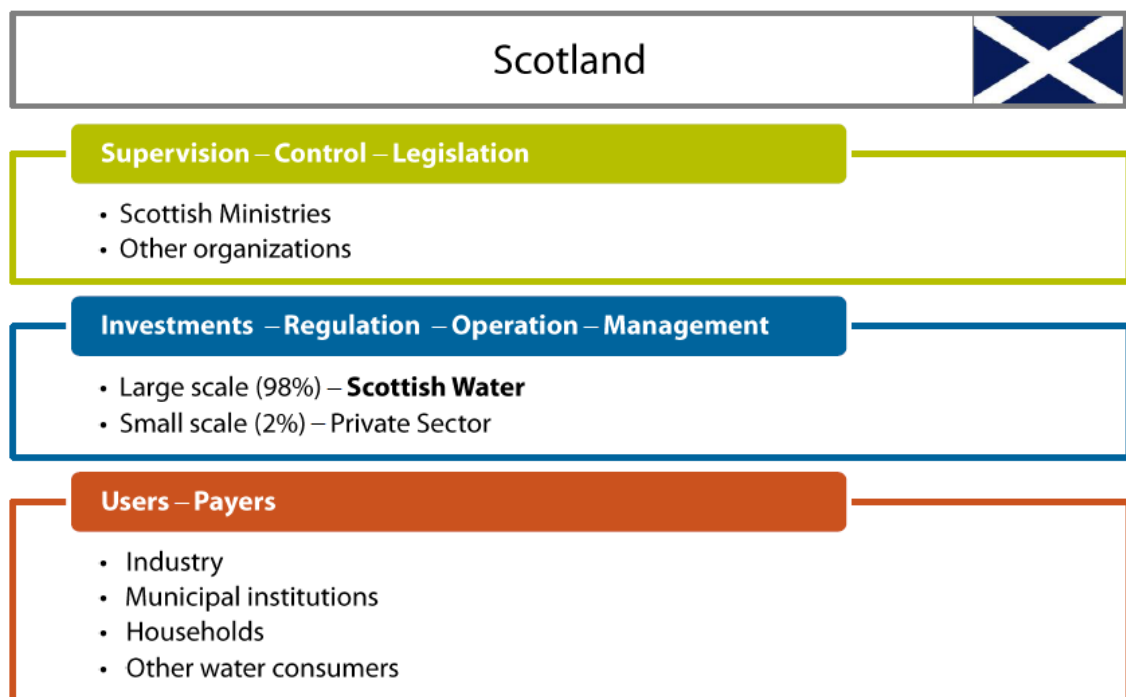 Scotland
Supervision – Control – Legislation
• Scottish Ministries
• Other organizations
Investments – Regulation – Operation – Management
• Large scale (98%) – Scottish Water
• Small scale (2%) – Private Sector
Users – Payers
• Industry
• Municipal institutions
• Households
• Other water consumers